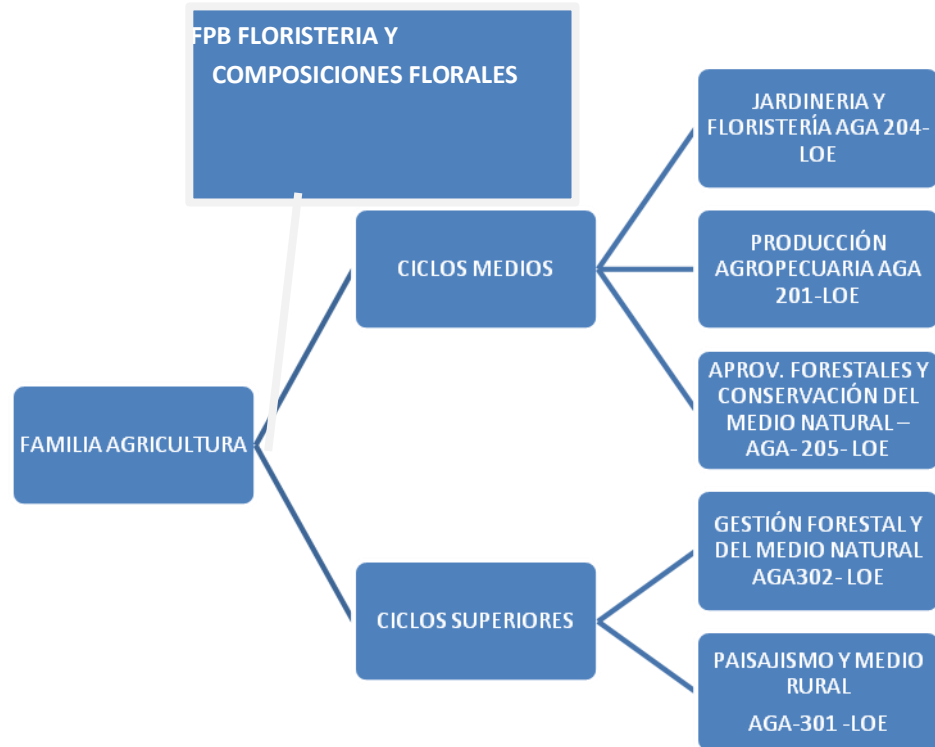 FPB FLORISTERIA Y
COMPOSICIONES FLORALES
FAMILIA AGRICULTURA
CICLOS MEDIOS
JARDINERIA Y
FLORISTERÍA AGA 204-
LOE
PRODUCCIÓN
AGROPECUARIA AGA
201-LOE
APROV. FORESTALES Y
CONSERVACIÓN DEL
MEDIO NATURAL –
AGA- 205- LOE
CICLOS SUPERIORES
GESTIÓN FORESTAL Y
DEL MEDIO NATURAL
AGA302- LOE
PAISAJISMO Y MEDIO
RURAL
AGA-301 -LOE